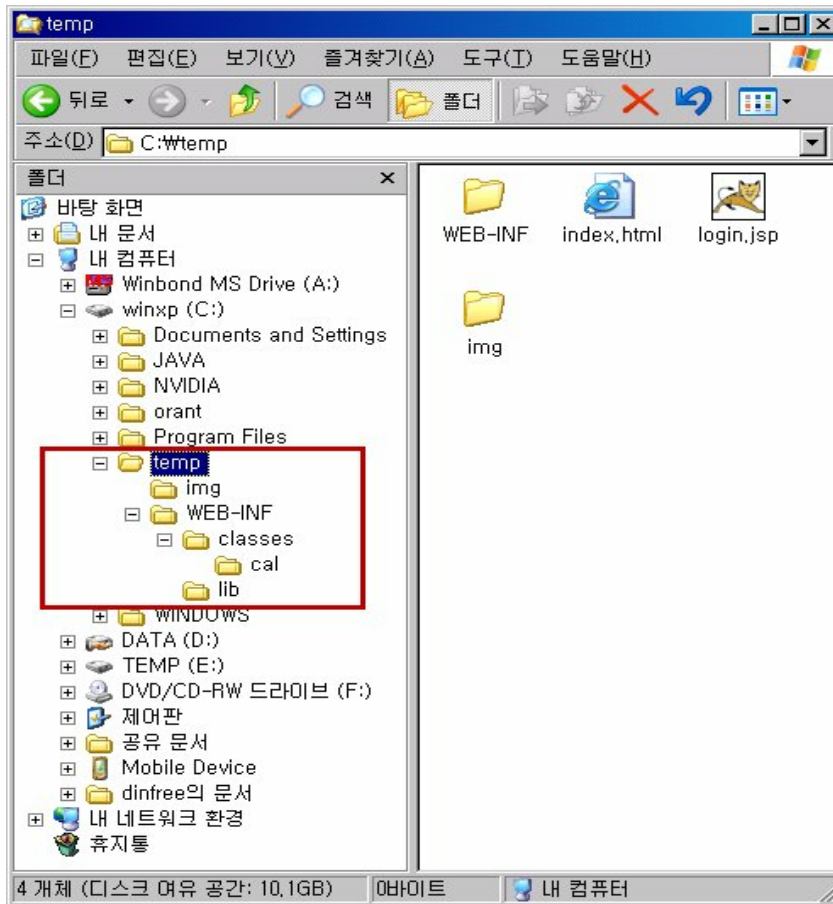 temp
파일(F) 편집(E) 보기(V) 즐겨찾기(A) 도구(T) 도움말(H)
뒤로 검색 폴더
주소(D) C:₩temp
폴더
바탕 화면
내 문서
내 컴퓨터
Winbond MS Drive (A:)
winxp (C:)
Documents and Settings
JAVA
NVIDIA
orant
Program Files
temp
img
WEB-INF
classes
cal
lib
WINDOWS
DATA (D:)
TEMP (E:)
DVD/CD-RW 드라이브 (F:)
제어판
공유 문서
Mobile Device
dinfree의 문서
내 네트워크 환경
휴지통
WEB-INF index.html login.jsp
img
4 개체 (디스크 여유 공간: 10.1GB) 0바이트 내 컴퓨터